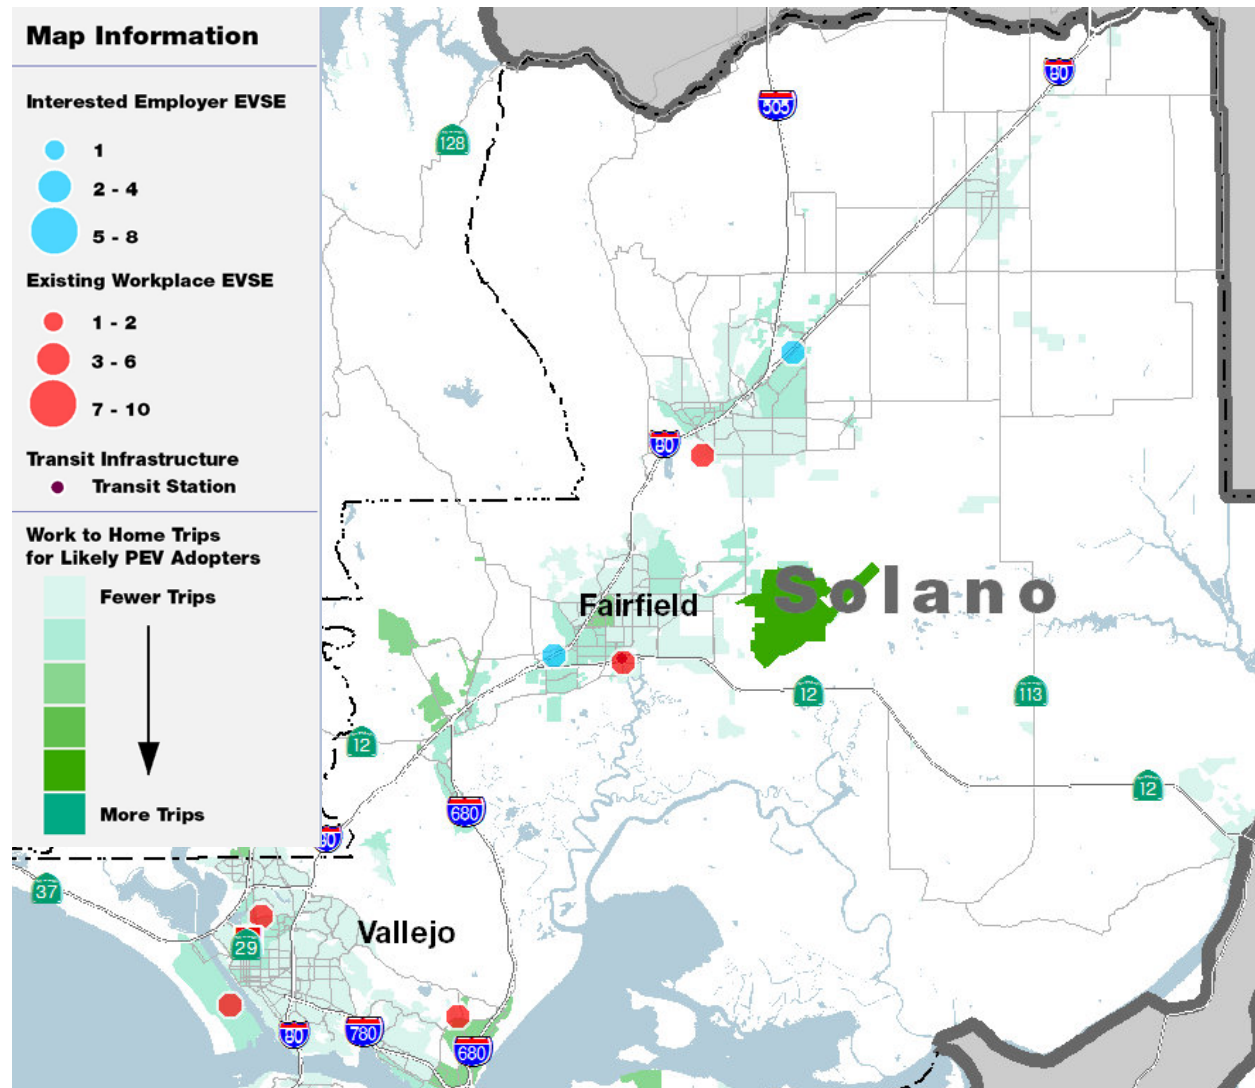 Map Information
Interested Employer EVSE
1
2 - 4
5 - 8
Existing Workplace EVSE
1 - 2
3 - 6
7 - 10
Transit Infrastructure
Transit Station
Work to Home Trips
for Likely PEV Adopters
Fewer Trips
More Trips
80
505
128
80
Solano
Fairfield
12
113
12
12
680
80
37
Vallejo
29
80
780
680